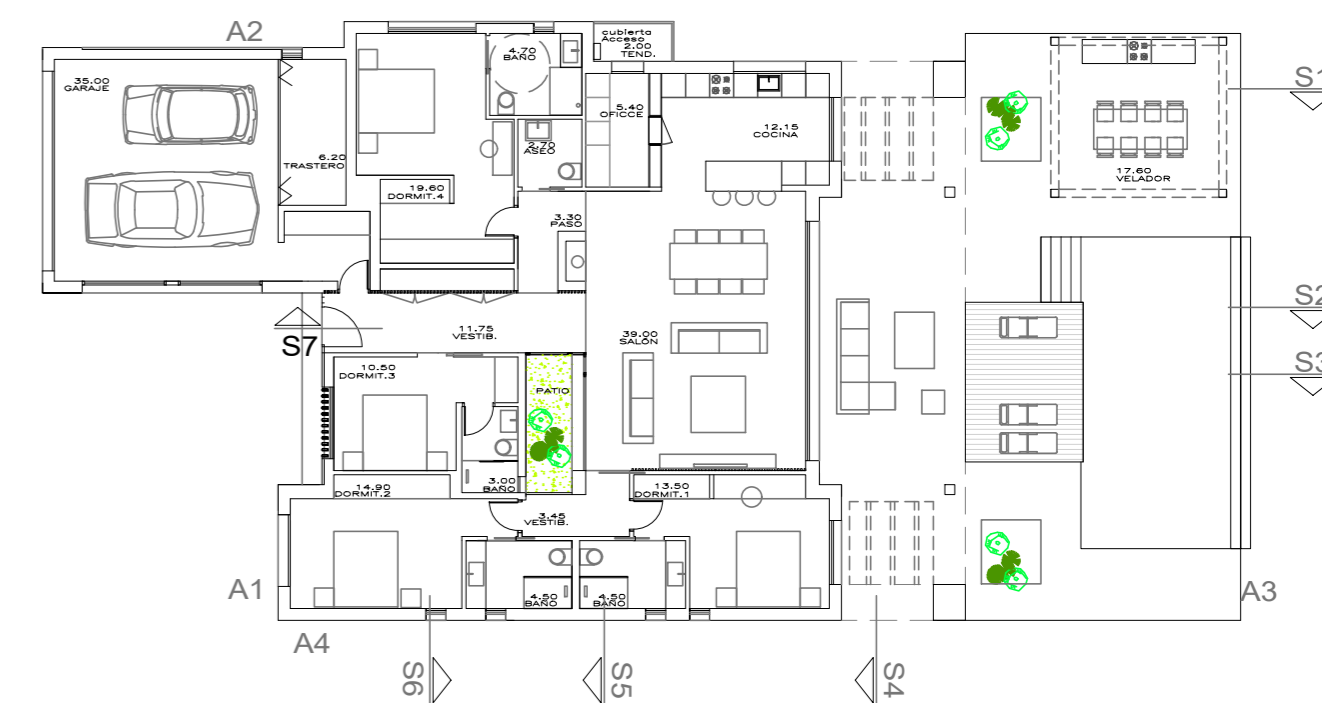 A2
cubierta
Acceso
2.00
TEND.
4.70
BAÑO
35.00
GARAJE
S1
5.40
OFICCE
12.15
COCINA
2.70
ASEO
6.20
TRASTERO
17.60
VELADOR
19.60
DORMIT.4
3.30
PASO
S2
11.75
VESTIB.
39.00
SALÓN
S7
S3
10.50
DORMIT.3
PATIO
3.00
BAÑO
14.90
DORMIT.2
13.50
DORMIT.1
3.45
VESTIB.
A1
4.50
BAÑO
4.50
BAÑO
A3
A4
S6
S5
S4